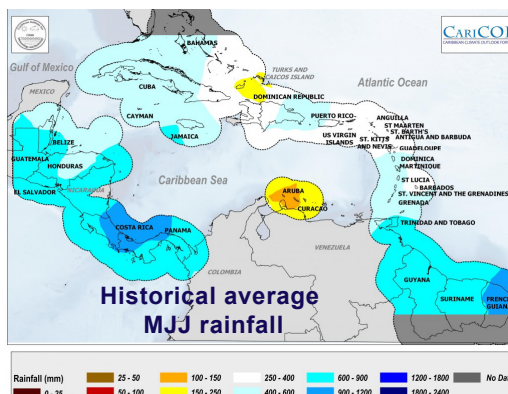 CARICO
CARIBBEAN CLIMATE OUTLOOK FOR
BAHAMAS
Gulf of Mexico
TURKS AND
CAICOS ISLAND
Atlantic Ocean
MEXICO
CUBA
DOMINICAN REPUBLIC
CAYMAN
PUERTO RICO
ANGUILLA
ST MAARTEN
ST. BARTH'S
JAMAICA
US VIRGIN
ISLANDS
ST. KITTS
AND NEVIS
ANTIGUA AND BARBUDA
BELIZE
GUADELOUPE
GUATEMALA
HONDURAS
DOMINICA
MARTINIQUE
Caribbean Sea
ST LUCIA
EL SALVADOR
NICARAGUA
ARUBA
BARBADOS
ST. VINCENT AND THE GRENADINES
CURACAO
GRENADA
COSTA RICA
PANAMA
TRINIDAD AND TOBAGO
VENEZUELA
COLOMBIA
GUYANA
SURINAME
FRENCH
GUIANA
Historical average
MJJ rainfall
Rainfall (mm) 25 - 50 100 - 150 250 - 400 600 - 900 1200 - 1800 No Da
0 - 25 50 - 100 150 - 250 400 - 600 900 - 1200 1800 - 2400